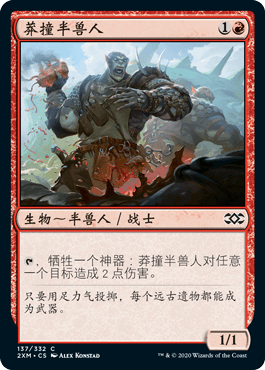 莽撞半兽人 1
生物～半兽人 / 战士
，牺牲一个神器：莽撞半兽人对任意
一个目标造成２点伤害。
只要用足力气投掷，每个远古遗物都能成
为武器。
1/1
137/332 C
2XM • CS ALEX KONSTAD
™ & © 2020 Wizards of the Coast